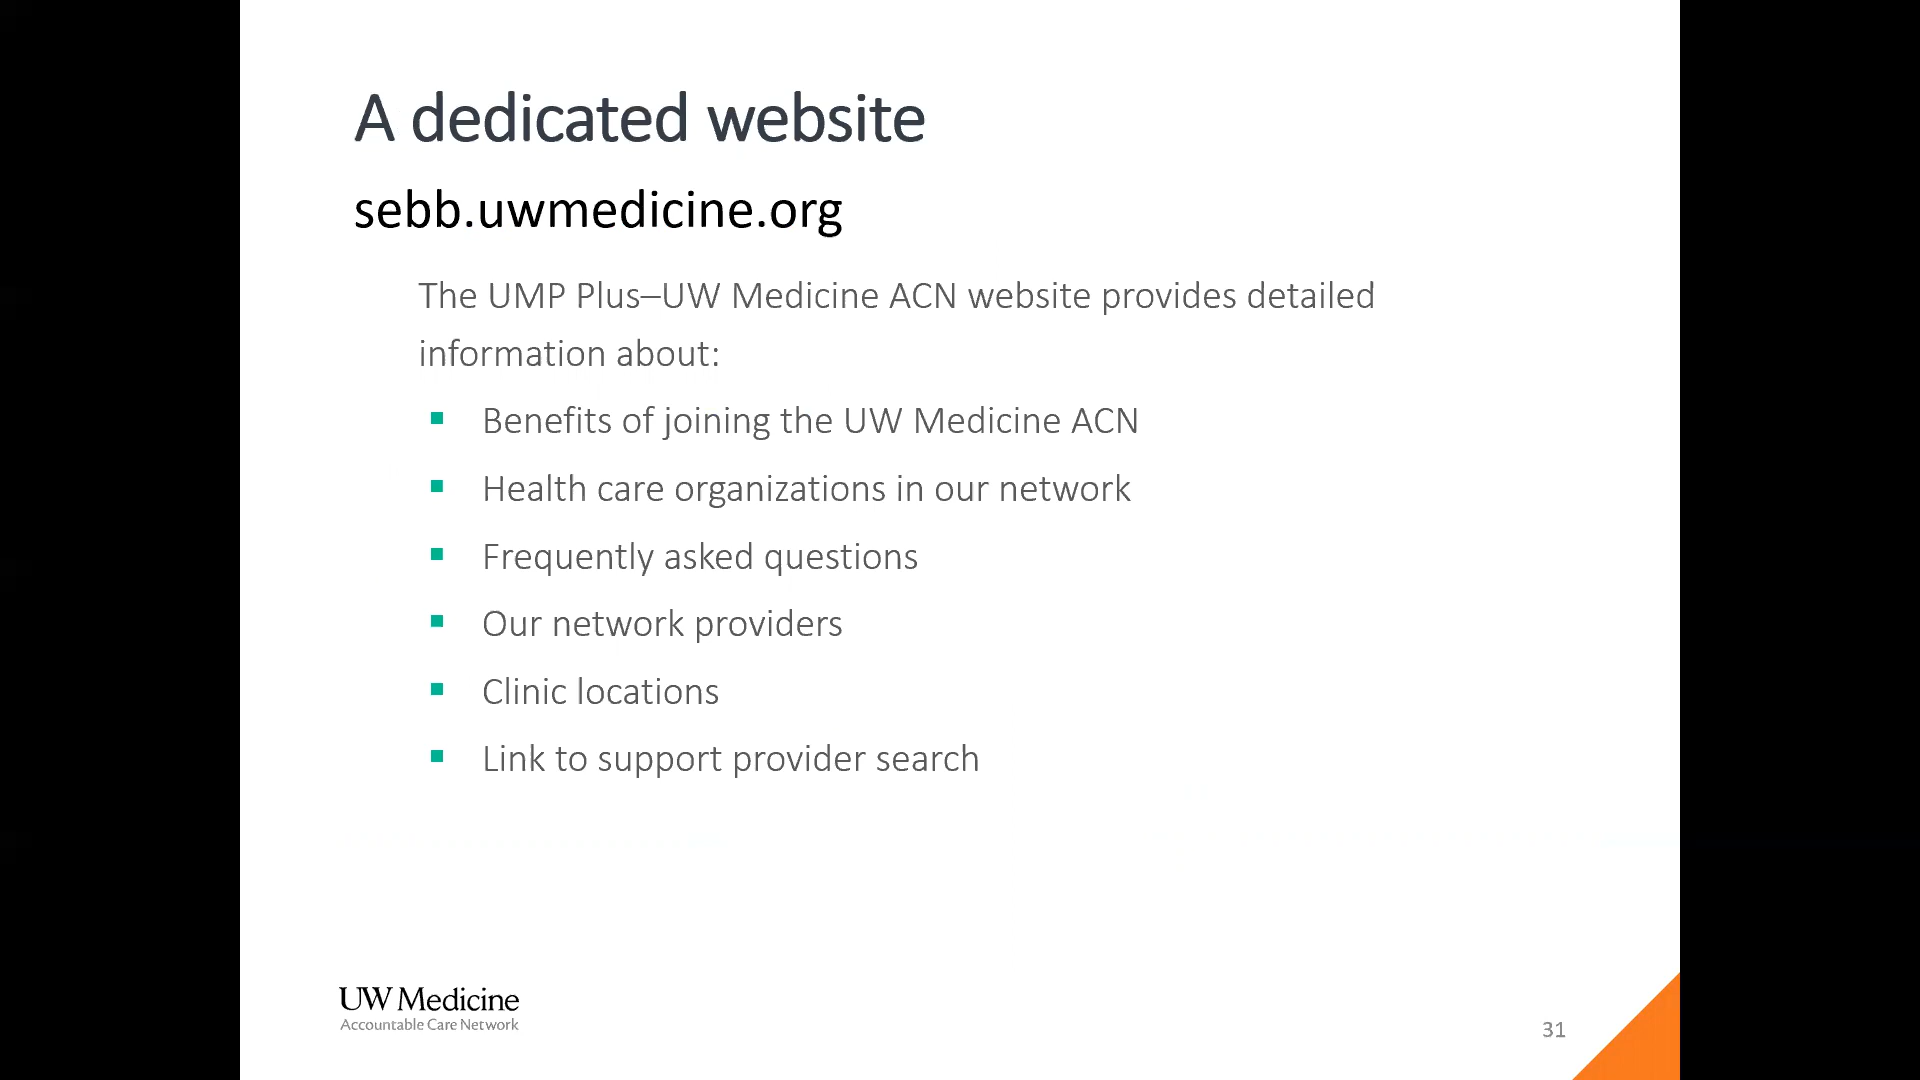 A dedicated website
sebb.uwmedicine.org
The UMP Plus–UW Medicine ACN website provides detailed
information about:
Benefits of joining the UW Medicine ACN
Health care organizations in our network
Frequently asked questions
Our network providers
Clinic locations
Link to support provider search
UW Medicine
Accountable Care Network
31